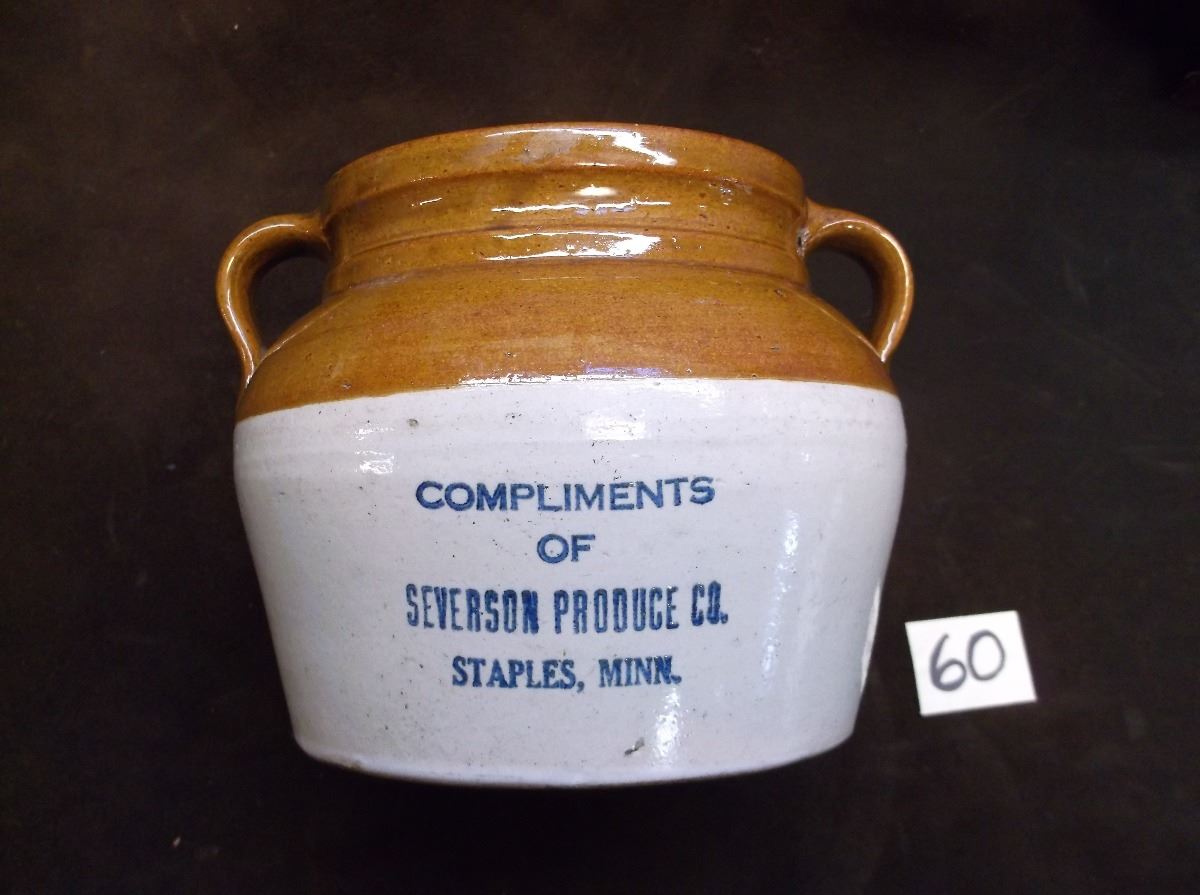 COMPLIMENTS
OF
SEVERSON PRODUCE CO.
STAPLES, MINN.
60